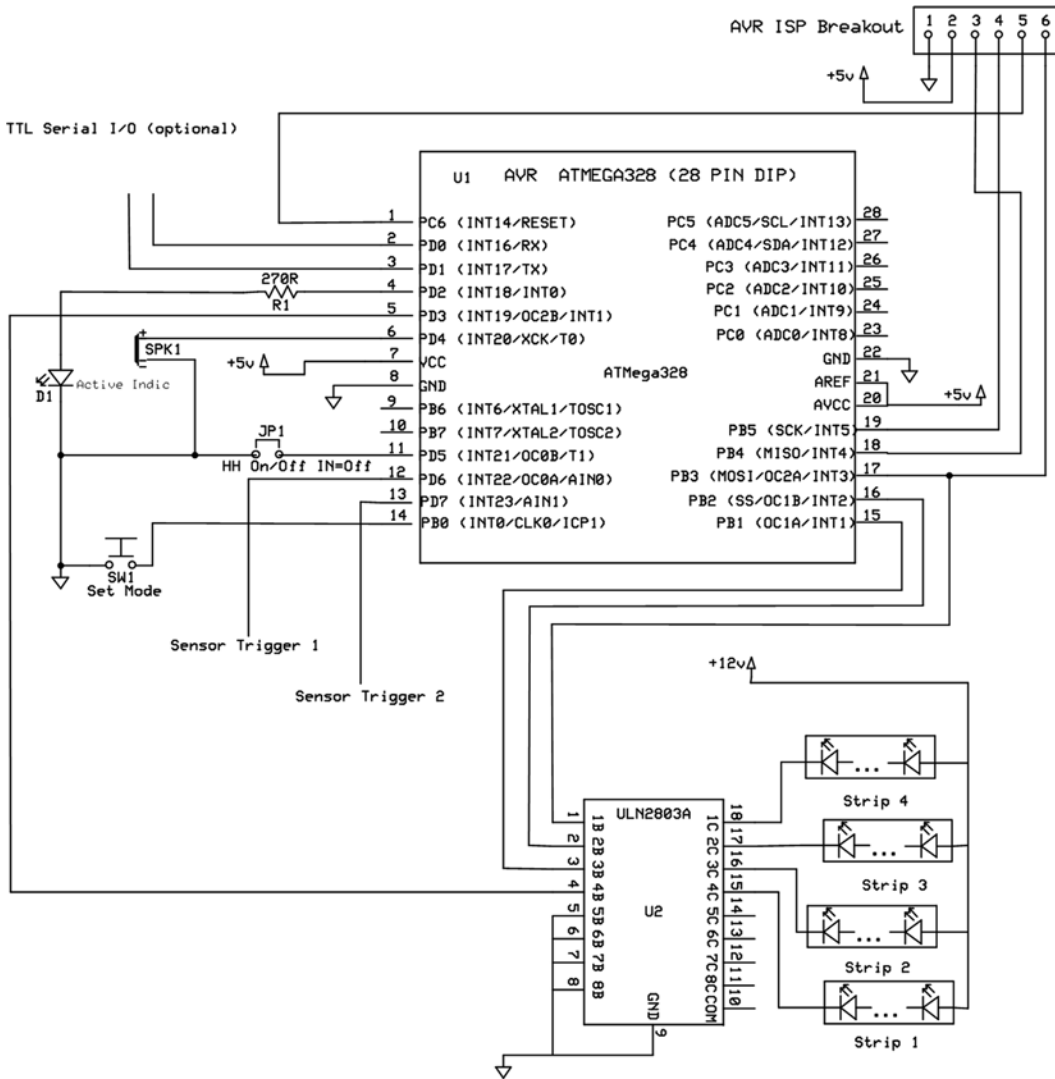 AVR ISP Breakout
1 2 3 4 5 6
+5v
TTL Serial I/O (optional)
U1 AVR ATMEGA328 (28 PIN DIP)
1 PC6 (INT14/RESET)
2 PD0 (INT16/RX)
3 PD1 (INT17/TX)
270R
R1
4 PD2 (INT18/INT0)
5 PD3 (INT19/OC2B/INT1)
6 PD4 (INT20/XCK/T0)
+
SPK1
-
+5v
7 VCC
8 GND
D1
Active Indic
9 PB6 (INT6/XTAL1/TOSC1)
10 PB7 (INT7/XTAL2/TOSC2)
JP1
HH On/Off IN=Off
11 PD5 (INT21/OC0B/T1)
12 PD6 (INT22/OC0A/AIN0)
13 PD7 (INT23/AIN1)
14 PB0 (INT0/CLK0/ICP1)
SW1
Set Mode
Sensor Trigger 1
Sensor Trigger 2
ATMega328
PC5 (ADC5/SCL/INT13) 28
PC4 (ADC4/SDA/INT12) 27
PC3 (ADC3/INT11) 26
PC2 (ADC2/INT10) 25
PC1 (ADC1/INT9) 24
PC0 (ADC0/INT8) 23
GND 22
AREF 21
AVCC 20
+5v
PB5 (SCK/INT5) 19
PB4 (MISO/INT4) 18
PB3 (MOSI/OC2A/INT3) 17
PB2 (SS/OC1B/INT2) 16
PB1 (OC1A/INT1) 15
+12v
ULN2803A
U2
1 1B
2 2B
3 3B
4 4B
5 5B
6 6B
7 7B
8 8B
GND 9
1C 18
2C 17
3C 16
4C 15
5C 14
6C 13
7C 12
8C 11
COM 10
...
Strip 4
...
Strip 3
...
Strip 2
...
Strip 1